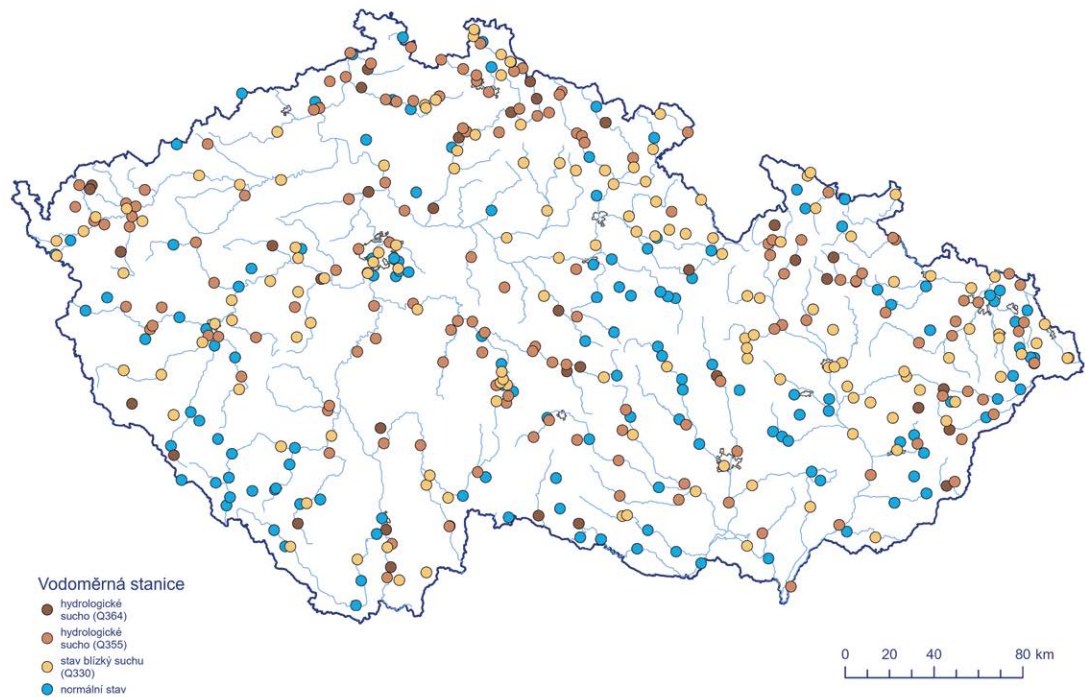 Vodoměrná stanice
hydrologické
sucho (Q364)
hydrologické
sucho (Q355)
stav blízký suchu
(Q330)
normální stav
0 20 40 80 km